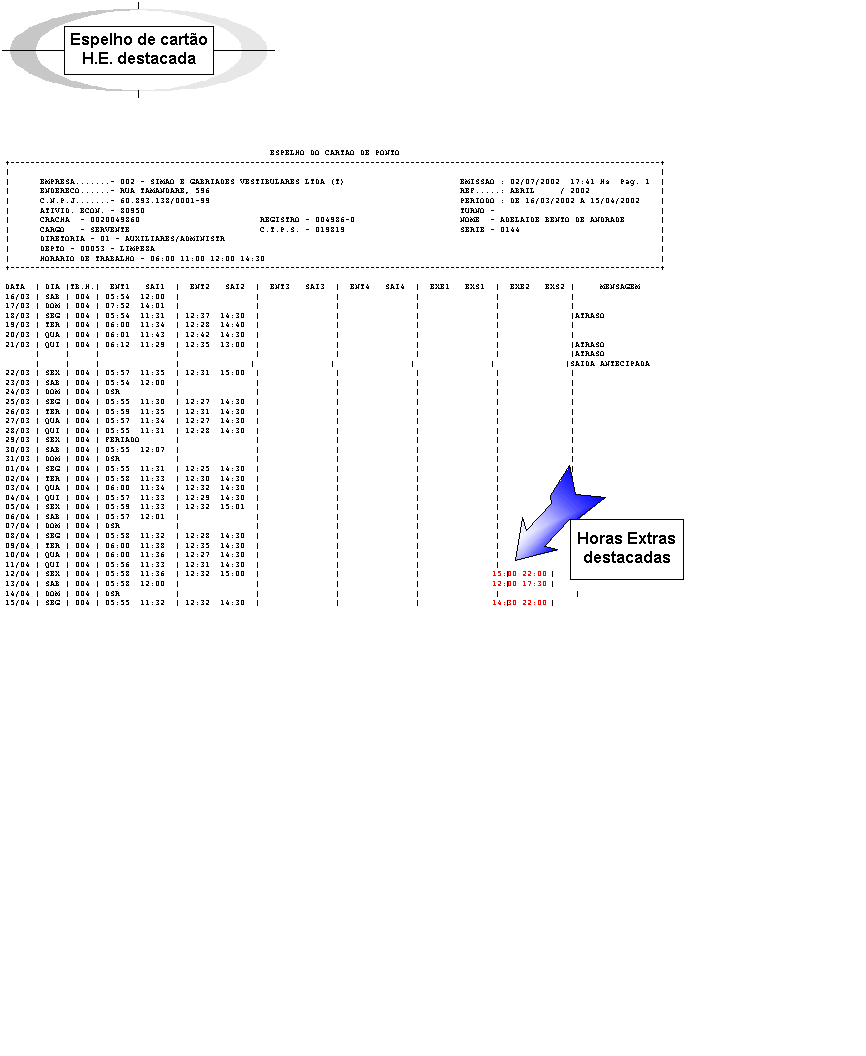 Espelho de cartão
H.E. destacada
ESPELHO DO CARTAO DE PONTO
EMPRESA.......- 002 - SIMAO E GABRIADES VESTIBULARES LTDA (T) EMISSAO : 02/07/2002 17:41 Hs Pag. 1
ENDERECO......- RUA TAMANDARE, 596 REF.....: ABRIL / 2002
C.N.P.J.......- 60.893.138/0001-99 PERIODO : DE 16/03/2002 A 15/04/2002
ATIVID. ECON. - 80950 TURNO -
CRACHA - 0020049860 REGISTRO - 004986-0 NOME - ADELAIDE BENTO DE ANDRADE
CARGO - SERVENTE C.T.P.S. - 019819 SERIE - 0144
DIRETORIA - 01 - AUXILIARES/ADMINISTR
DEPTO - 00053 - LIMPEZA
HORARIO DE TRABALHO - 06:00 11:00 12:00 14:30
DATA | DIA |TB.H.| ENT1 SAI1 | ENT2 SAI2 | ENT3 SAI3 | ENT4 SAI4 | EXE1 EXS1 | EXE2 EXS2 | MENSAGEM
16/03 | SAB | 004 | 05:54 12:00 |
17/03 | DOM | 004 | 07:52 14:01 |
18/03 | SEG | 004 | 05:54 11:31 | 12:37 14:30 | |ATRASO
19/03 | TER | 004 | 06:00 11:34 | 12:28 14:40 |
20/03 | QUA | 004 | 06:01 11:43 | 12:42 14:30 |
21/03 | QUI | 004 | 06:12 11:29 | 12:35 13:00 | |ATRASO
|ATRASO
|SAIDA ANTECIPADA
22/03 | SEX | 004 | 05:57 11:35 | 12:31 15:00 |
23/03 | SAB | 004 | 05:54 12:00 |
24/03 | DOM | 004 | DSR
25/03 | SEG | 004 | 05:55 11:30 | 12:27 14:30 |
26/03 | TER | 004 | 05:59 11:35 | 12:31 14:30 |
27/03 | QUA | 004 | 05:57 11:34 | 12:27 14:30 |
28/03 | QUI | 004 | 05:55 11:31 | 12:28 14:30 |
29/03 | SEX | 004 | FERIADO |
30/03 | SAB | 004 | 05:55 12:07 |
31/03 | DOM | 004 | DSR
01/04 | SEG | 004 | 05:55 11:31 | 12:25 14:30 |
02/04 | TER | 004 | 05:58 11:33 | 12:30 14:30 |
03/04 | QUA | 004 | 06:00 11:34 | 12:32 14:30 |
04/04 | QUI | 004 | 05:57 11:33 | 12:29 14:30 |
05/04 | SEX | 004 | 05:59 11:33 | 12:32 15:01 |
06/04 | SAB | 004 | 05:57 12:01 |
07/04 | DOM | 004 | DSR
08/04 | SEG | 004 | 05:58 11:32 | 12:28 14:30 |
09/04 | TER | 004 | 06:00 11:38 | 12:35 14:30 |
10/04 | QUA | 004 | 06:00 11:36 | 12:27 14:30 |
11/04 | QUI | 004 | 05:56 11:33 | 12:31 14:30 |
12/04 | SEX | 004 | 05:58 11:36 | 12:32 15:00 | 15:00 22:00 |
13/04 | SAB | 004 | 05:58 12:00 | 12:00 17:30 |
14/04 | DOM | 004 | DSR
15/04 | SEG | 004 | 05:55 11:32 | 12:32 14:30 | 14:30 22:00 |
Horas Extras
destacadas